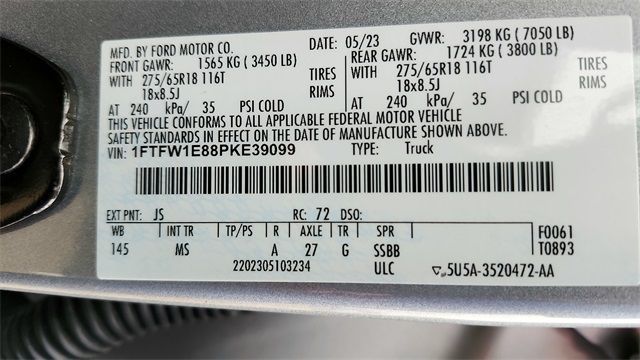 MFD. BY FORD MOTOR CO. DATE: 05/23 GVWR: 3198 KG (7050 LB)
FRONT GAWR: 1565 KG (3450 LB) REAR GAWR: 1724 KG (3800 LB)
WITH 275/65R18 116T TIRES WITH 275/65R18 116T TIRES
18x8.5J RIMS 18x8.5J RIMS
AT 240 kPa/ 35 PSI COLD AT 240 kPa/ 35 PSI COLD
THIS VEHICLE CONFORMS TO ALL APPLICABLE FEDERAL MOTOR VEHICLE
SAFETY STANDARDS IN EFFECT ON THE DATE OF MANUFACTURE SHOWN ABOVE.
VIN: 1FTFW1E88PKE39099 TYPE: Truck
EXT PNT: JS RC: 72 DSO:
WB INT TR TP/PS R AXLE TR SPR F0061
145 MS A 27 G SSBB T0893
2202305103234 ULC 5U5A-3520472-AA